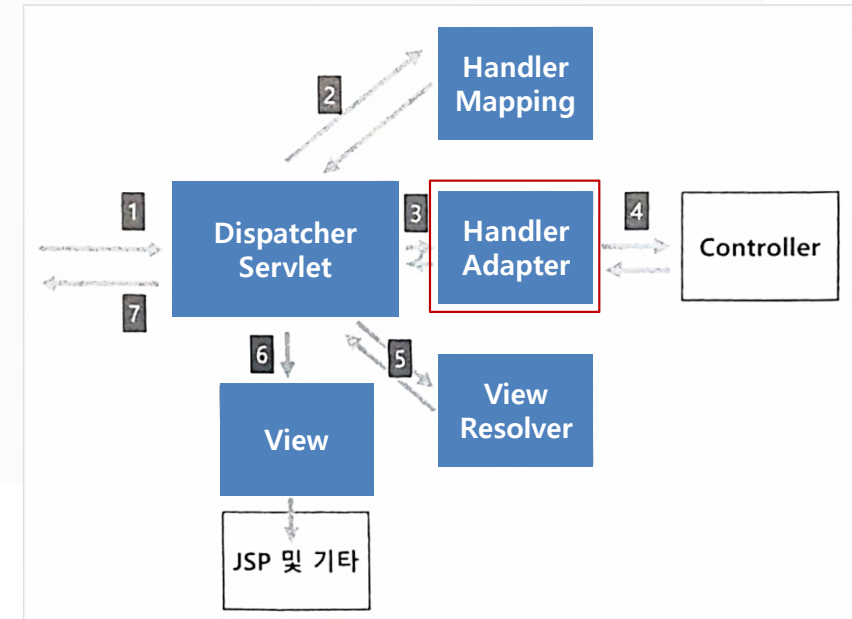 Handler
Mapping
2
1
Dispatcher
Servlet
3
Handler
Adapter
4
Controller
7
6
5
View
Resolver
View
JSP 및 기타